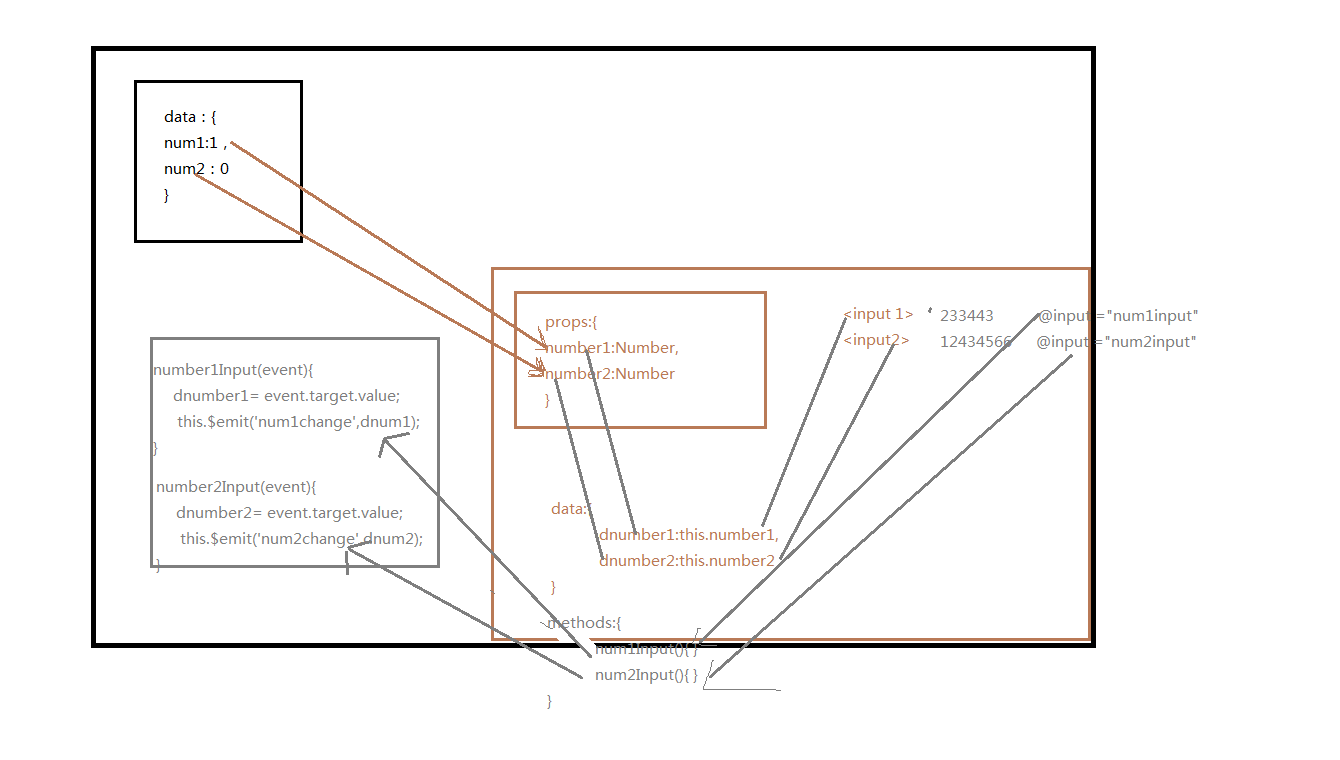 data：{
num1:1 ,
num2：0
}
props:{
number1:Number,
number2:Number
}
<input 1>
233443
@input ="num1input"
<input2>
12434566
@input ="num2input"
number1Input(event){
dnumber1= event.target.value;
this.$emit('num1change',dnum1);
}
number2Input(event){
dnumber2= event.target.value;
this.$emit('num2change',dnum2);
}
data:{
dnumber1:this.number1,
dnumber2:this.number2
}
methods:{
num1Input(){ }
num2Input(){ }
}